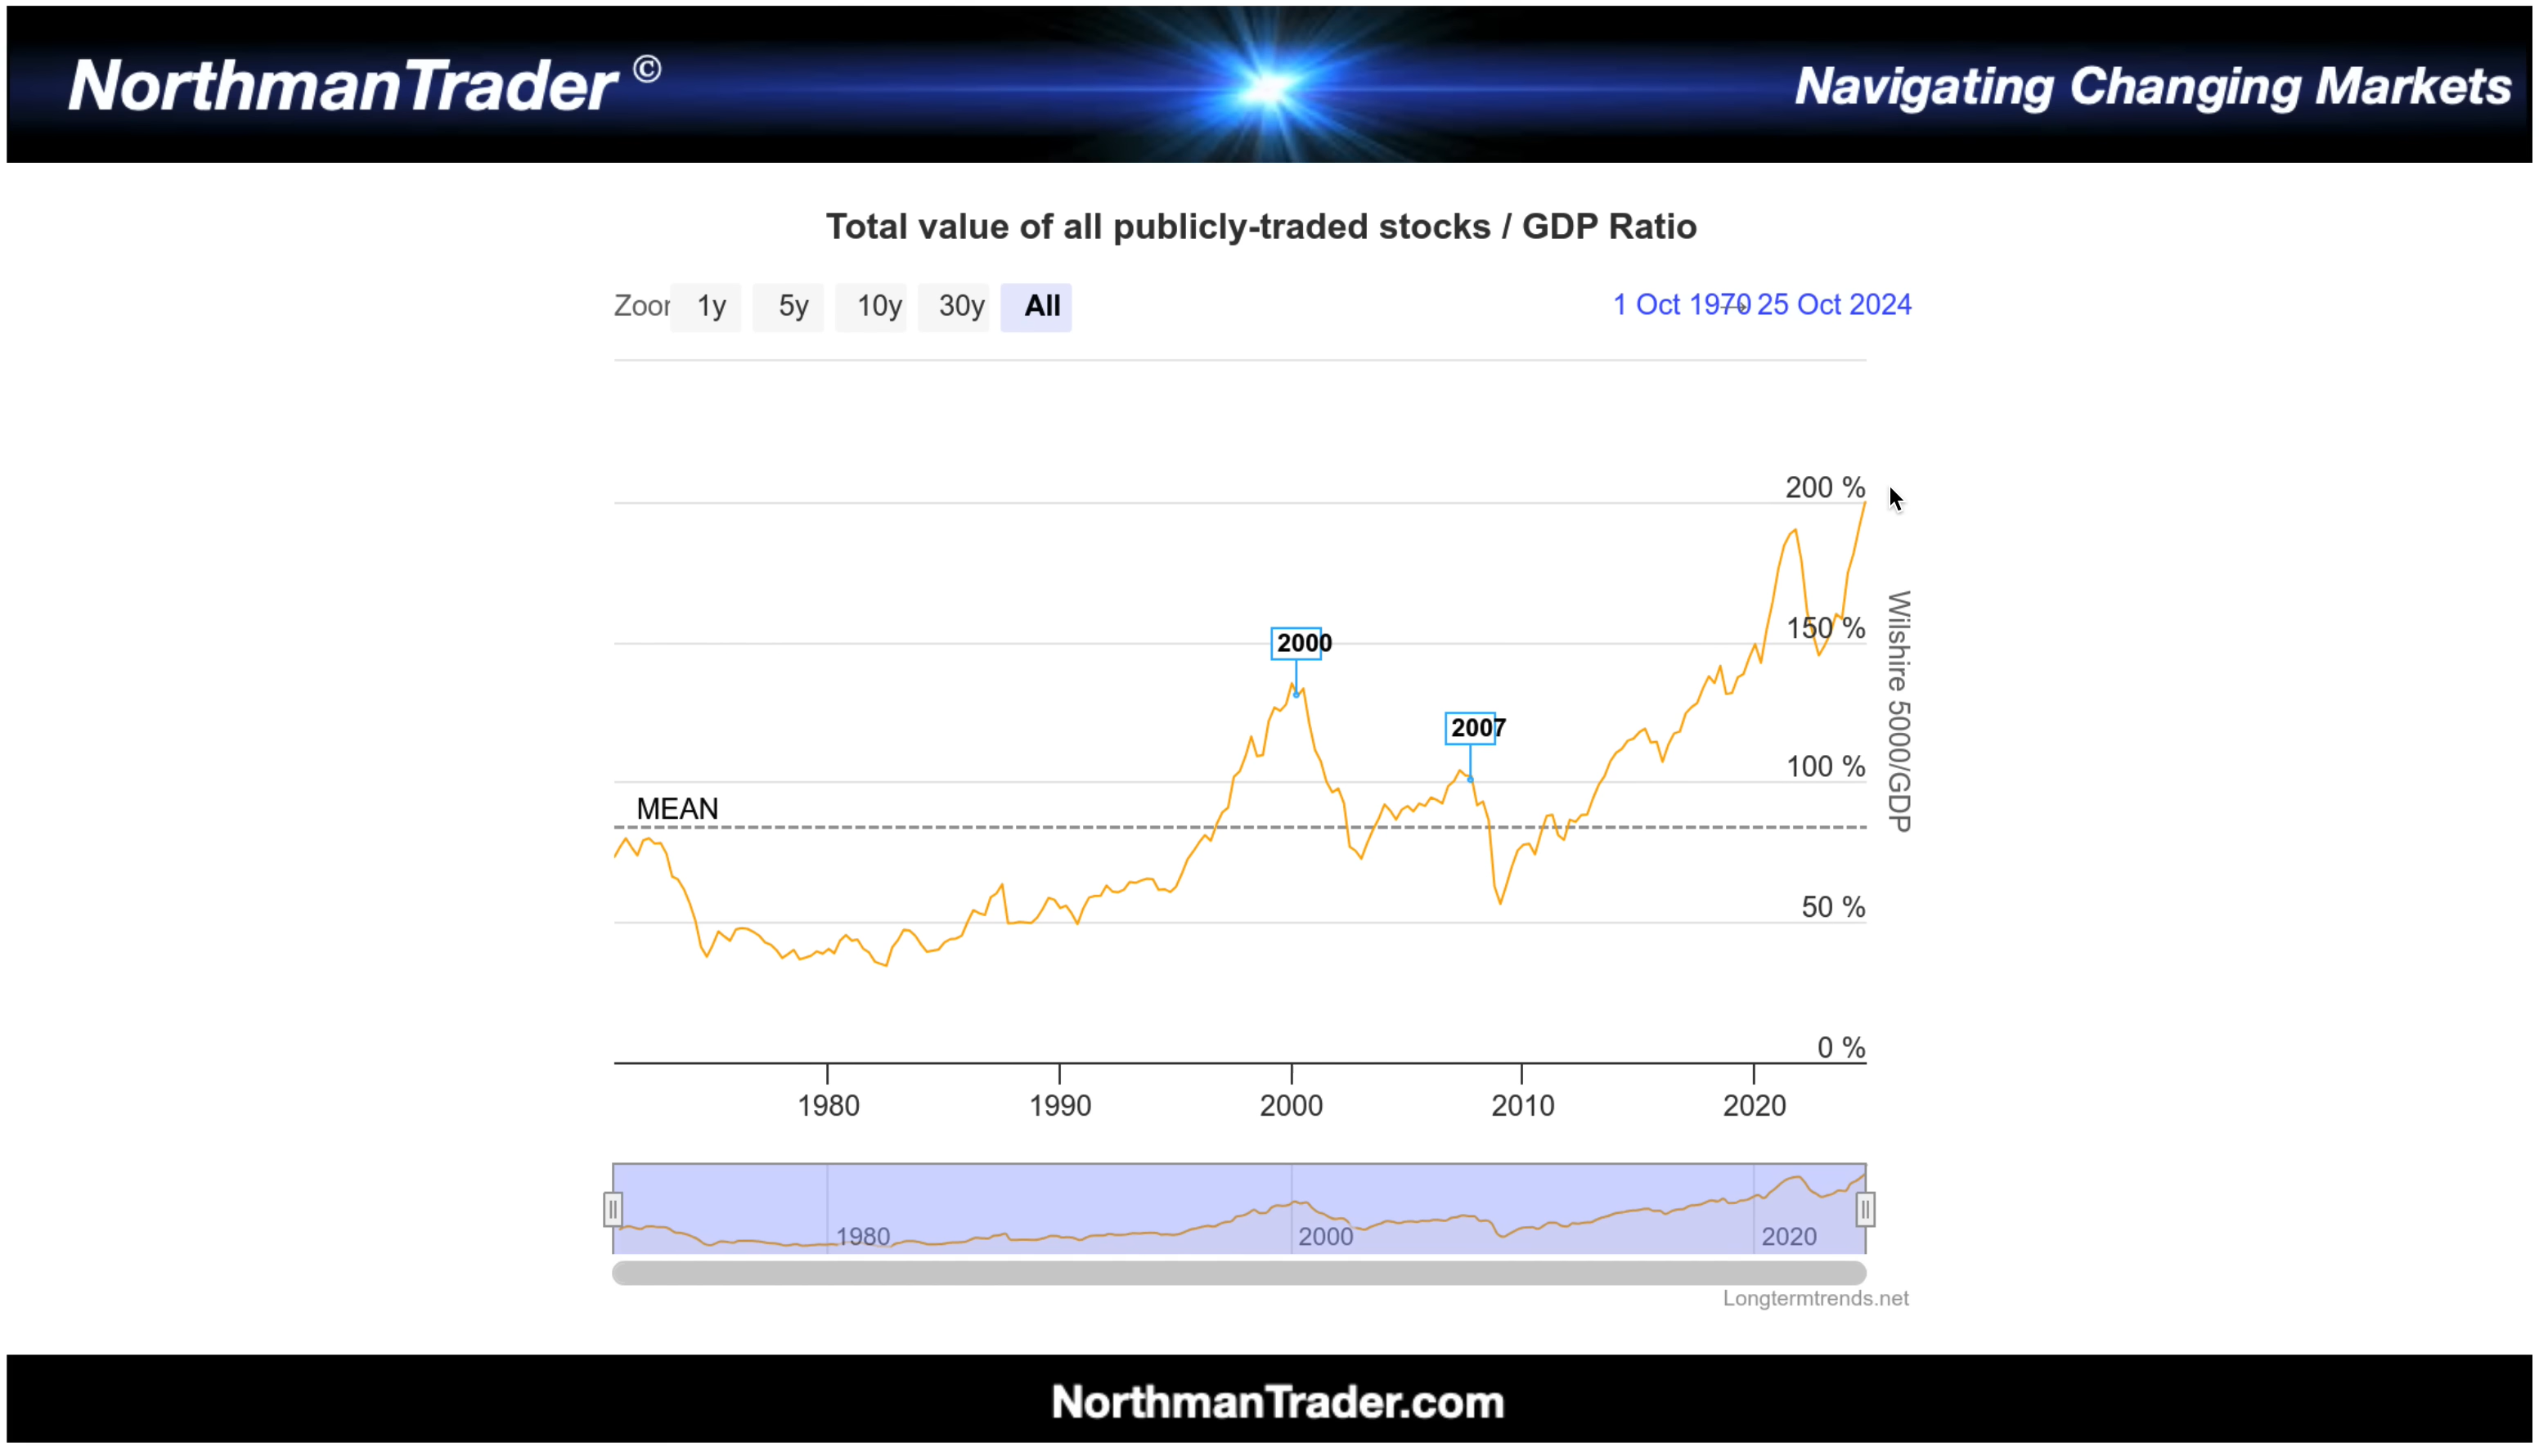 NorthmanTrader © Navigating Changing Markets
Total value of all publicly-traded stocks / GDP Ratio
Zoom 1y 5y 10y 30y All 1 Oct 1970 → 25 Oct 2024
200 %
2000
150 %
2007
100 %
MEAN
50 %
0 %
Wilshire 5000/GDP
1980 1990 2000 2010 2020
1980 2000 2020
Longtermtrends.net
NorthmanTrader.com